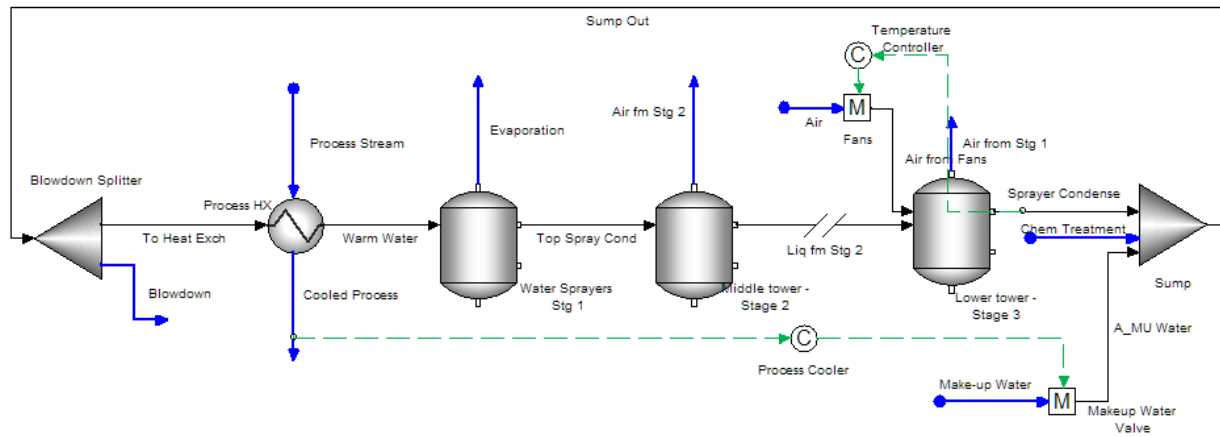 Sump Out
Temperature
Controller
C
M
Air
Fans
Air fm Stg 2
Evaporation
Process Stream
Air from Stg 1
Air from Fans
Blowdown Splitter
Process HX
Sprayer Condense
To Heat Exch
Warm Water
Top Spray Cond
Liq fm Stg 2
Chem Treatment
Blowdown
Cooled Process
Water Sprayers
Stg 1
Middle tower -
Stage 2
Lower tower -
Stage 3
Sump
A_MU Water
C
Process Cooler
Make-up Water
M
Makeup Water
Valve